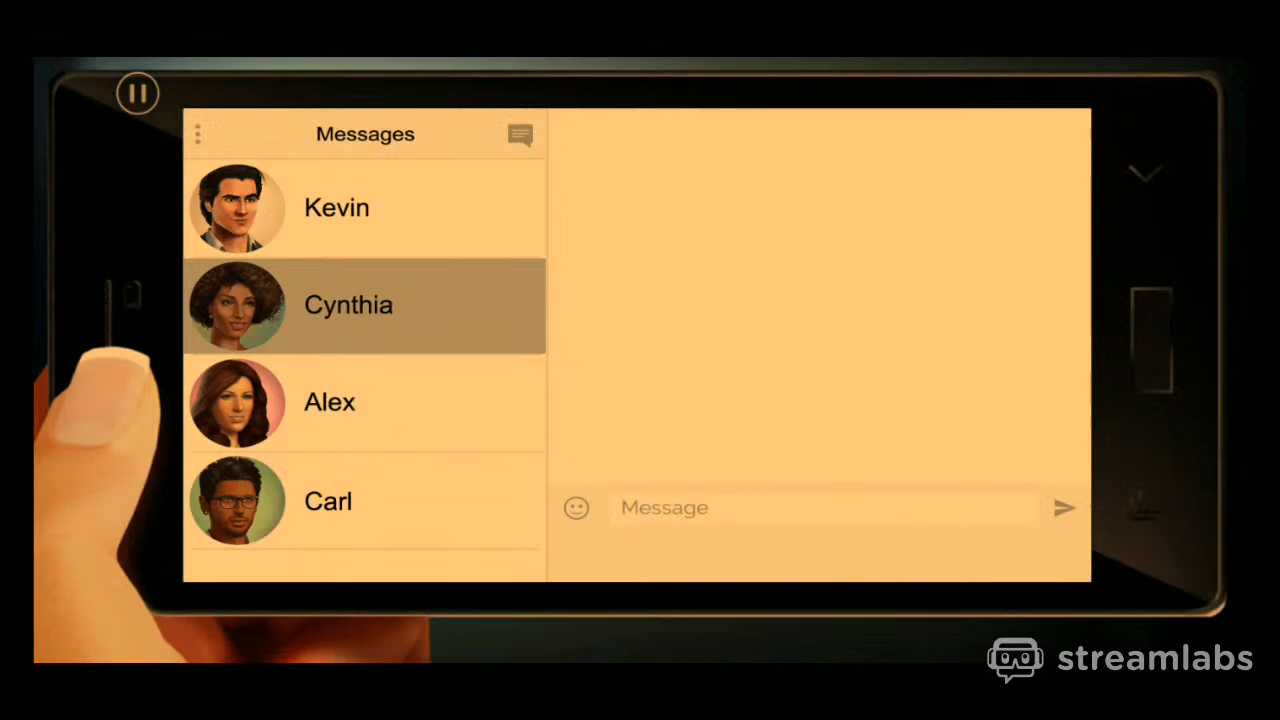 Messages
Kevin
Cynthia
Alex
Carl
Message
streamlabs